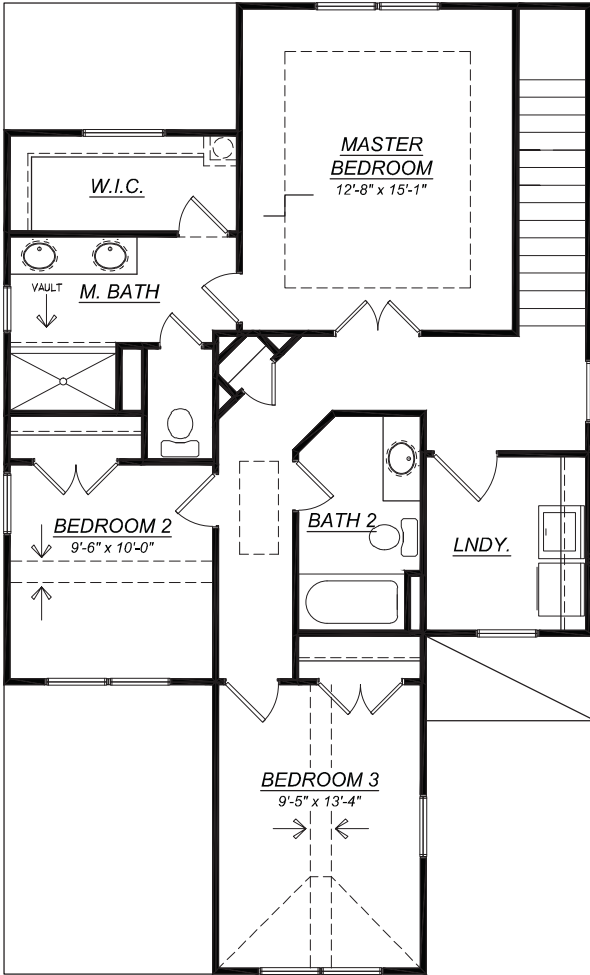 MASTER
BEDROOM
12'-8" x 15'-1"
W.I.C.
VAULT
M. BATH
BEDROOM 2
9'-6" x 10'-0"
BATH 2
LNDY.
BEDROOM 3
9'-5" x 13'-4"